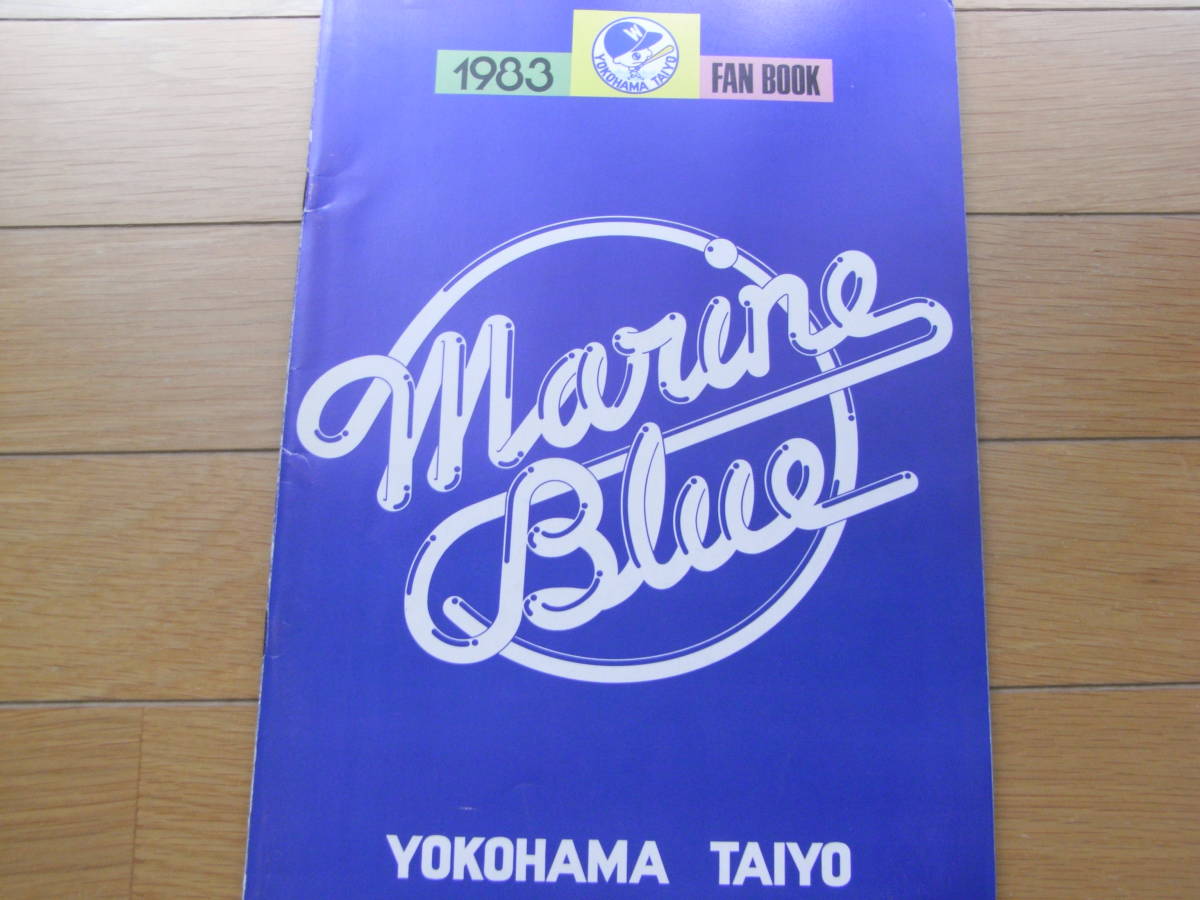 1983
W
YOKOHAMA TAIYO
FAN BOOK
Marine
Blue
YOKOHAMA TAIYO